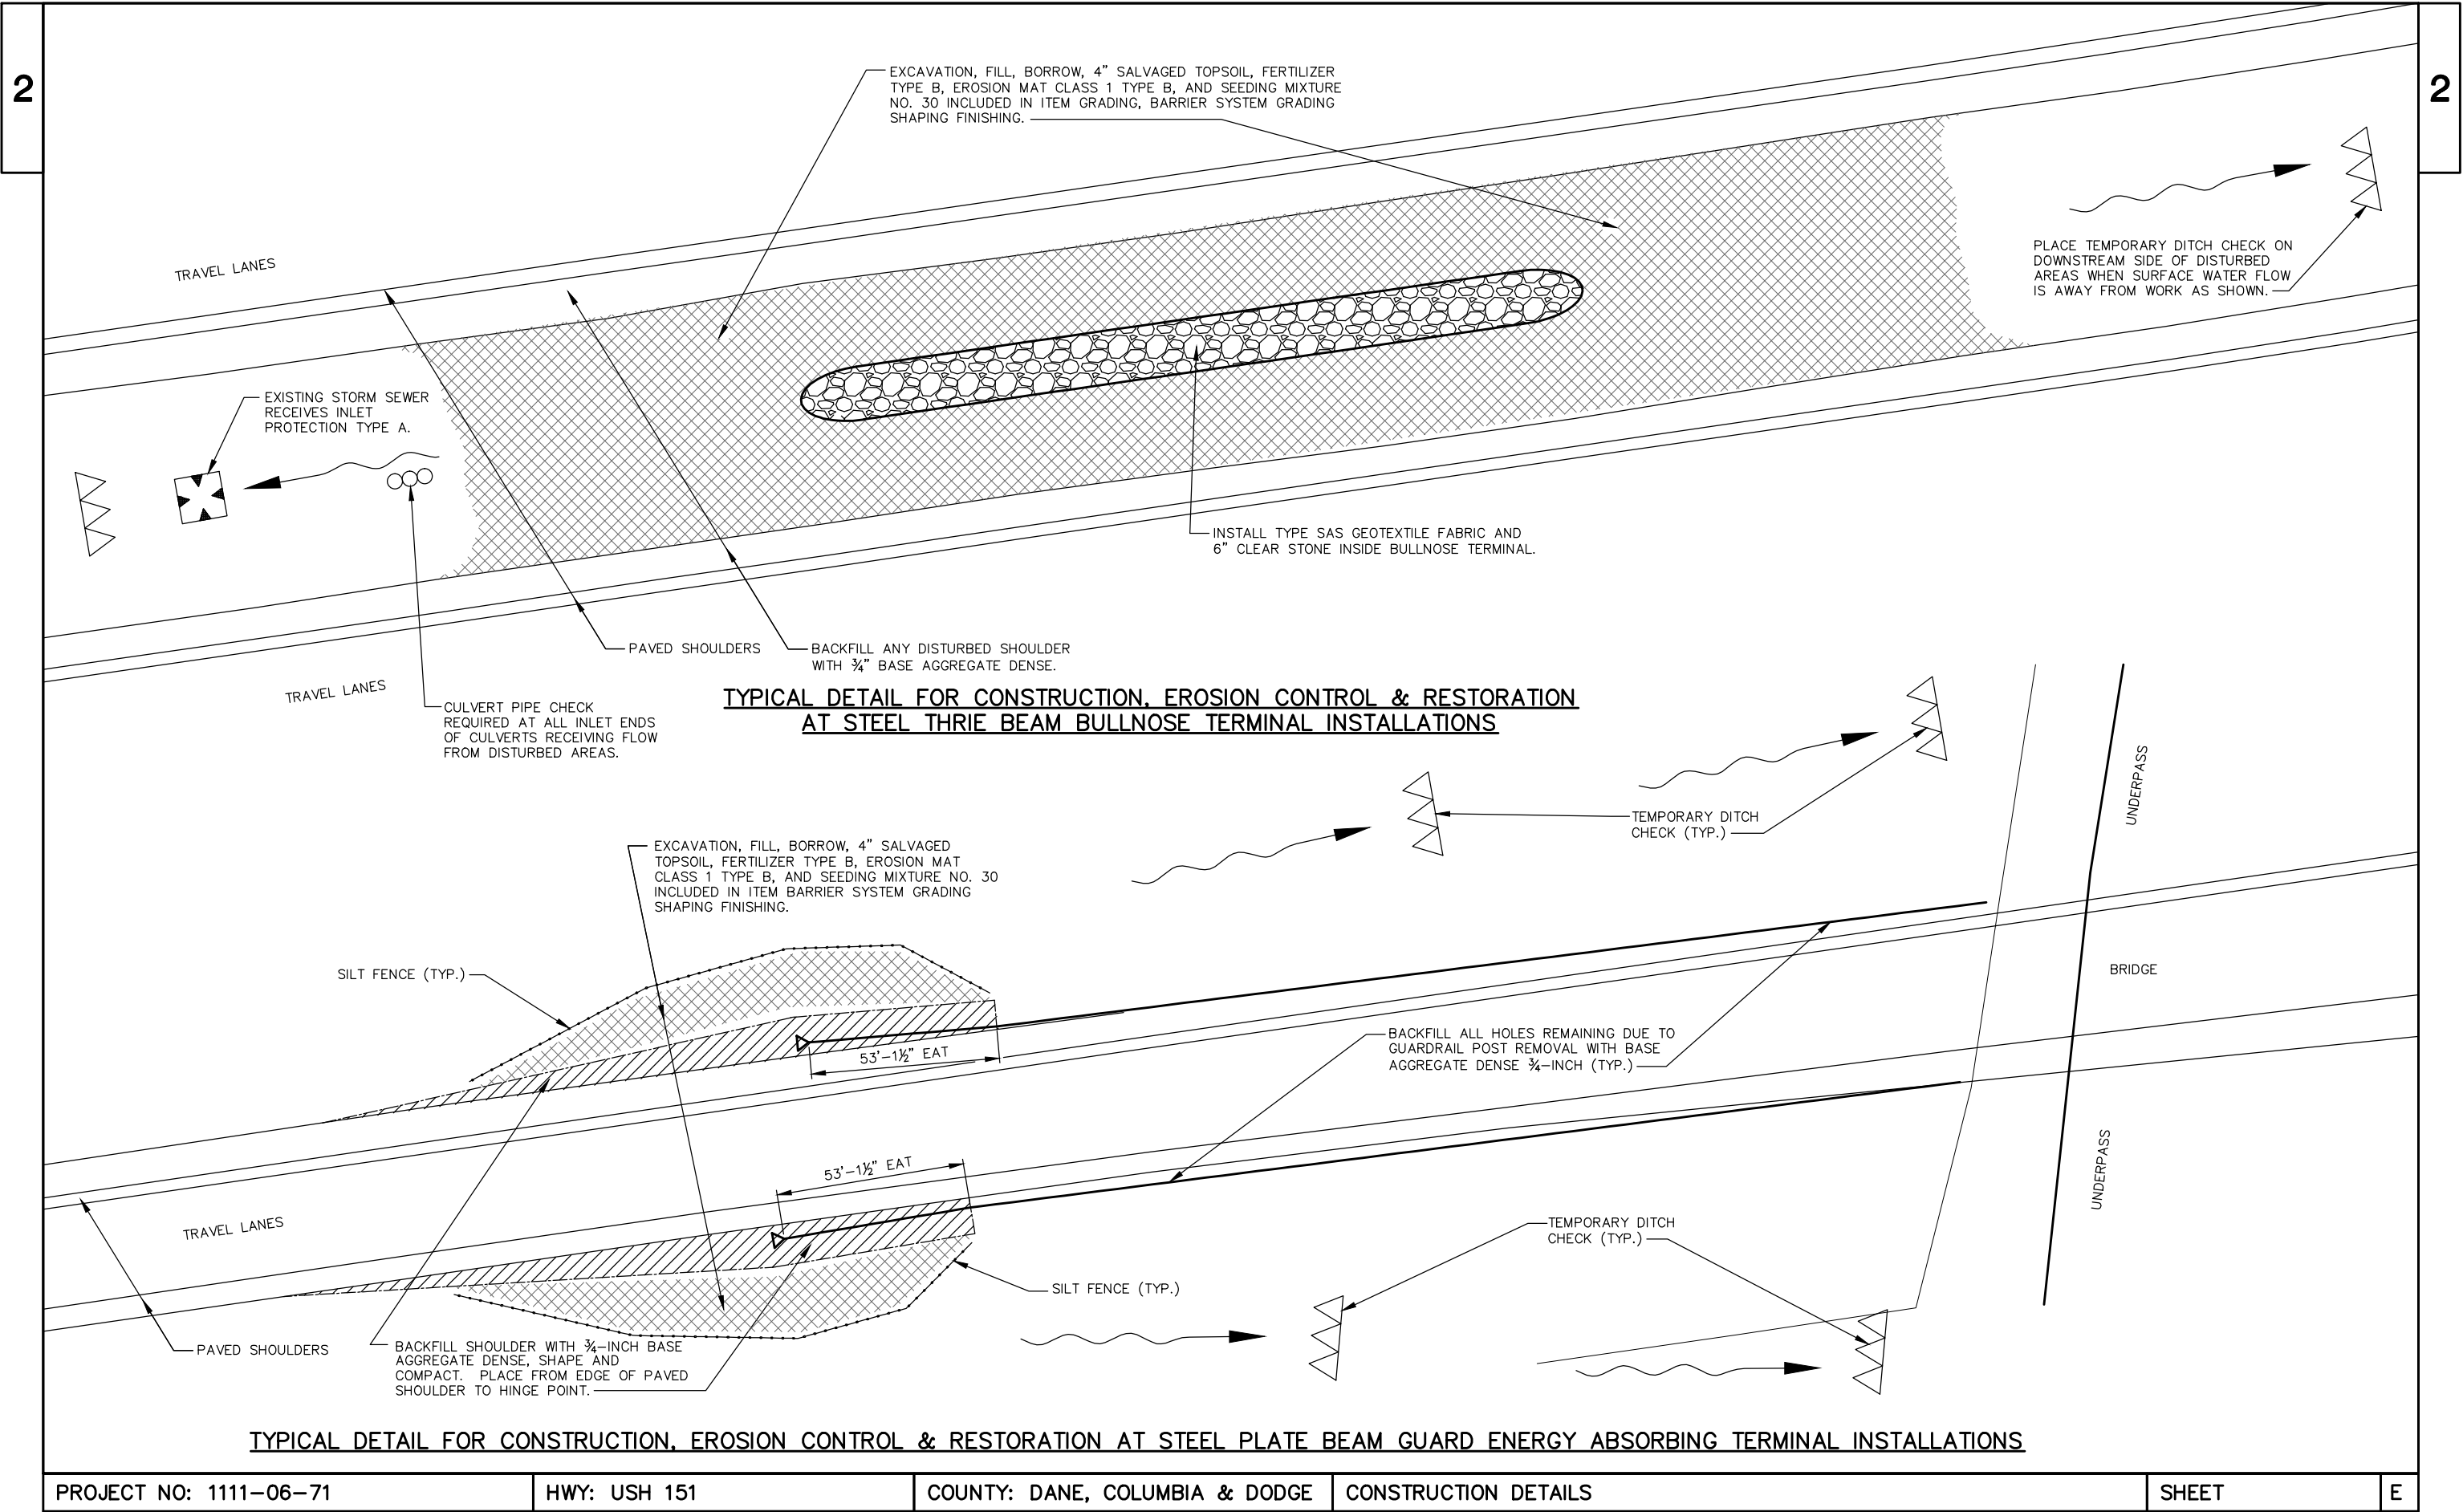 2
2
EXCAVATION, FILL, BORROW, 4" SALVAGED TOPSOIL, FERTILIZER
TYPE B, EROSION MAT CLASS 1 TYPE B, AND SEEDING MIXTURE
NO. 30 INCLUDED IN ITEM GRADING, BARRIER SYSTEM GRADING
SHAPING FINISHING.
TRAVEL LANES
PLACE TEMPORARY DITCH CHECK ON
DOWNSTREAM SIDE OF DISTURBED
AREAS WHEN SURFACE WATER FLOW
IS AWAY FROM WORK AS SHOWN.
EXISTING STORM SEWER
RECEIVES INLET
PROTECTION TYPE A.
INSTALL TYPE SAS GEOTEXTILE FABRIC AND
6" CLEAR STONE INSIDE BULLNOSE TERMINAL.
PAVED SHOULDERS
BACKFILL ANY DISTURBED SHOULDER
WITH ¾" BASE AGGREGATE DENSE.
TRAVEL LANES
CULVERT PIPE CHECK
REQUIRED AT ALL INLET ENDS
OF CULVERTS RECEIVING FLOW
FROM DISTURBED AREAS.
TYPICAL DETAIL FOR CONSTRUCTION, EROSION CONTROL & RESTORATION
AT STEEL THRIE BEAM BULLNOSE TERMINAL INSTALLATIONS
UNDERPASS
TEMPORARY DITCH
CHECK (TYP.)
EXCAVATION, FILL, BORROW, 4" SALVAGED
TOPSOIL, FERTILIZER TYPE B, EROSION MAT
CLASS 1 TYPE B, AND SEEDING MIXTURE NO. 30
INCLUDED IN ITEM BARRIER SYSTEM GRADING
SHAPING FINISHING.
SILT FENCE (TYP.)
BRIDGE
53'-1½" EAT
BACKFILL ALL HOLES REMAINING DUE TO
GUARDRAIL POST REMOVAL WITH BASE
AGGREGATE DENSE ¾-INCH (TYP.)
53'-1½" EAT
UNDERPASS
TRAVEL LANES
TEMPORARY DITCH
CHECK (TYP.)
SILT FENCE (TYP.)
PAVED SHOULDERS
BACKFILL SHOULDER WITH ¾-INCH BASE
AGGREGATE DENSE, SHAPE AND
COMPACT. PLACE FROM EDGE OF PAVED
SHOULDER TO HINGE POINT.
TYPICAL DETAIL FOR CONSTRUCTION, EROSION CONTROL & RESTORATION AT STEEL PLATE BEAM GUARD ENERGY ABSORBING TERMINAL INSTALLATIONS
PROJECT NO: 1111-06-71
HWY: USH 151
COUNTY: DANE, COLUMBIA & DODGE
CONSTRUCTION DETAILS
SHEET
E